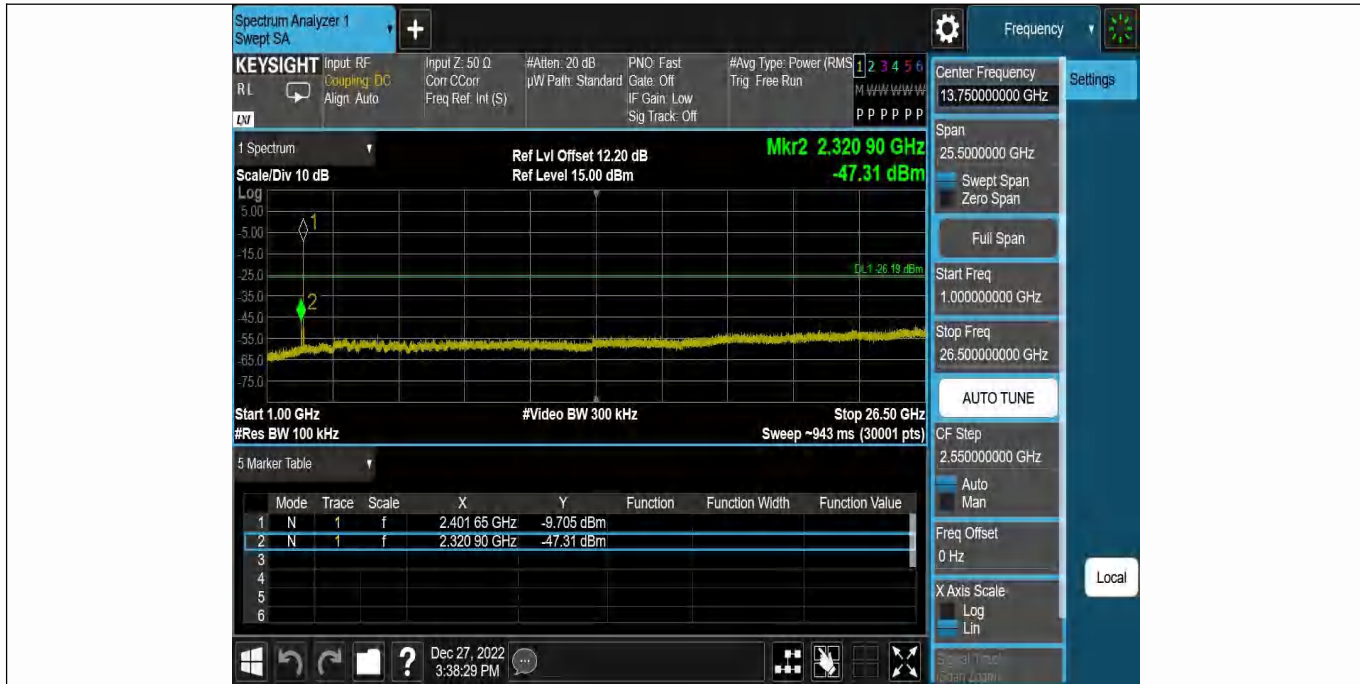 Spectrum Analyzer 1
Swept SA
Frequency
KEYSIGHT
RL
LXI
Input: RF
Coupling: DC
Align: Auto
Input Z: 50 Ω
Corr CCorr
Freq Ref: Int (S)
#Atten: 20 dB
µW Path: Standard
PNO: Fast
Gate: Off
IF Gain: Low
Sig Track: Off
#Avg Type: Power (RMS
Trig: Free Run
1 2 3 4 5 6
M W W W W W
P P P P P P
Center Frequency
13.750000000 GHz
Settings
Span
25.5000000 GHz
Swept Span
Zero Span
Full Span
Start Freq
1.000000000 GHz
Stop Freq
26.500000000 GHz
AUTO TUNE
CF Step
2.550000000 GHz
Auto
Man
Freq Offset
0 Hz
X Axis Scale
Log
Lin
Local
1 Spectrum
Scale/Div 10 dB
Ref Lvl Offset 12.20 dB
Ref Level 15.00 dBm
Mkr2 2.320 90 GHz
-47.31 dBm
Log
5.00
-5.00
-15.0
-25.0
-35.0
-45.0
-55.0
-65.0
-75.0
1
2
DL1 -26.19 dBm
Start 1.00 GHz
#Video BW 300 kHz
Stop 26.50 GHz
#Res BW 100 kHz
Sweep ~943 ms (30001 pts)
5 Marker Table
Mode Trace Scale X Y Function Function Width Function Value
1 N 1 f 2.401 65 GHz -9.705 dBm
2 N 1 f 2.320 90 GHz -47.31 dBm
3
4
5
6
Dec 27, 2022
3:38:29 PM